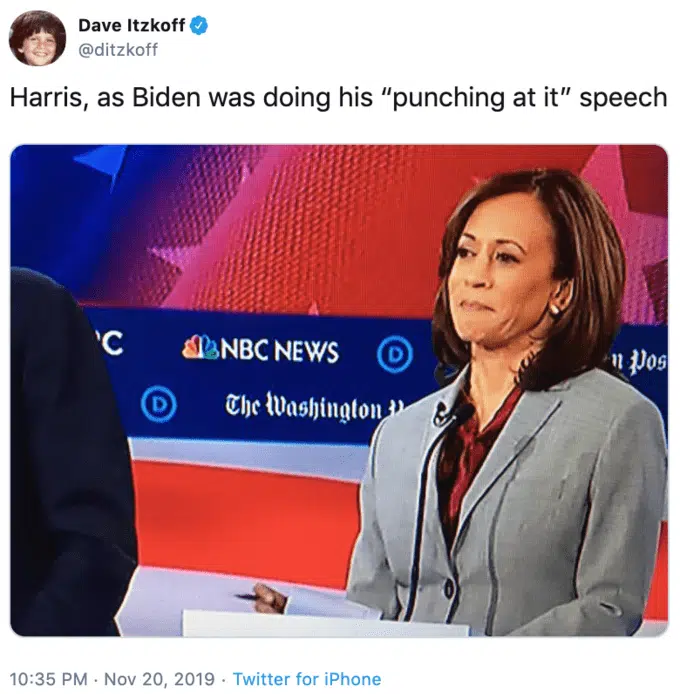 Dave Itzkoff
@ditzkoff
Harris, as Biden was doing his “punching at it” speech
C
NBC NEWS
D
n Pos
D
The Washington
10:35 PM · Nov 20, 2019 · Twitter for iPhone